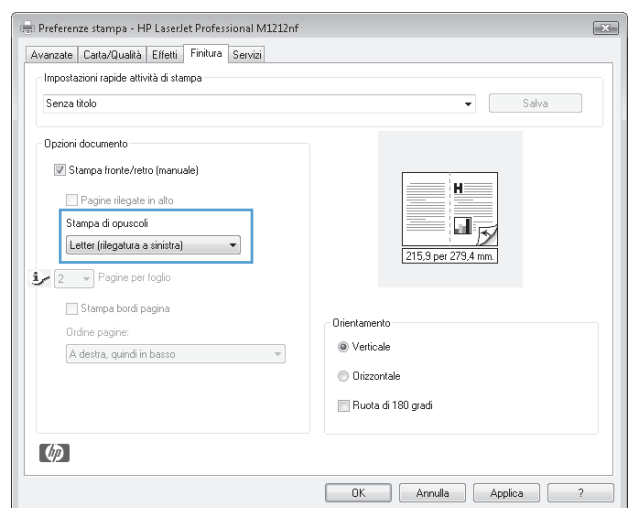 Preferenze stampa - HP LaserJet Professional M1212nf
Avanzate Carta/Qualità Effetti Finitura Servizi
Impostazioni rapide attività di stampa
Senza titolo
Salva
Opzioni documento
Stampa fronte/retro (manuale)
Pagine rilegate in alto
Stampa di opuscoli
Letter (rilegatura a sinistra)
2 Pagine per foglio
Stampa bordi pagina
Ordine pagine:
A destra, quindi in basso
H
215,9 per 279,4 mm.
Orientamento
Verticale
Orizzontale
Ruota di 180 gradi
hp
OK Annulla Applica ?